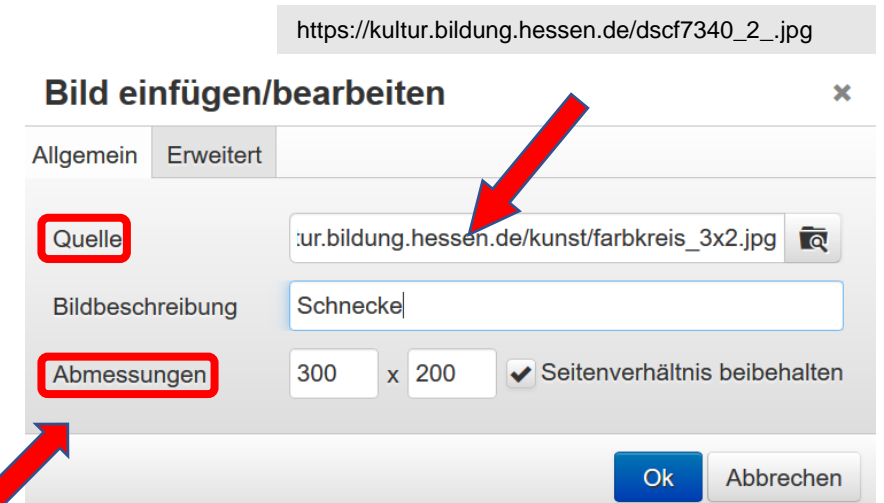 https://kultur.bildung.hessen.de/dscf7340_2_.jpg
Bild einfügen/bearbeiten ×
Allgemein Erweitert
Quelle :ur.bildung.hessen.de/kunst/farbkreis_3x2.jpg
Bildbeschreibung Schnecke
Abmessungen 300 x 200 Seitenverhältnis beibehalten
Ok Abbrechen